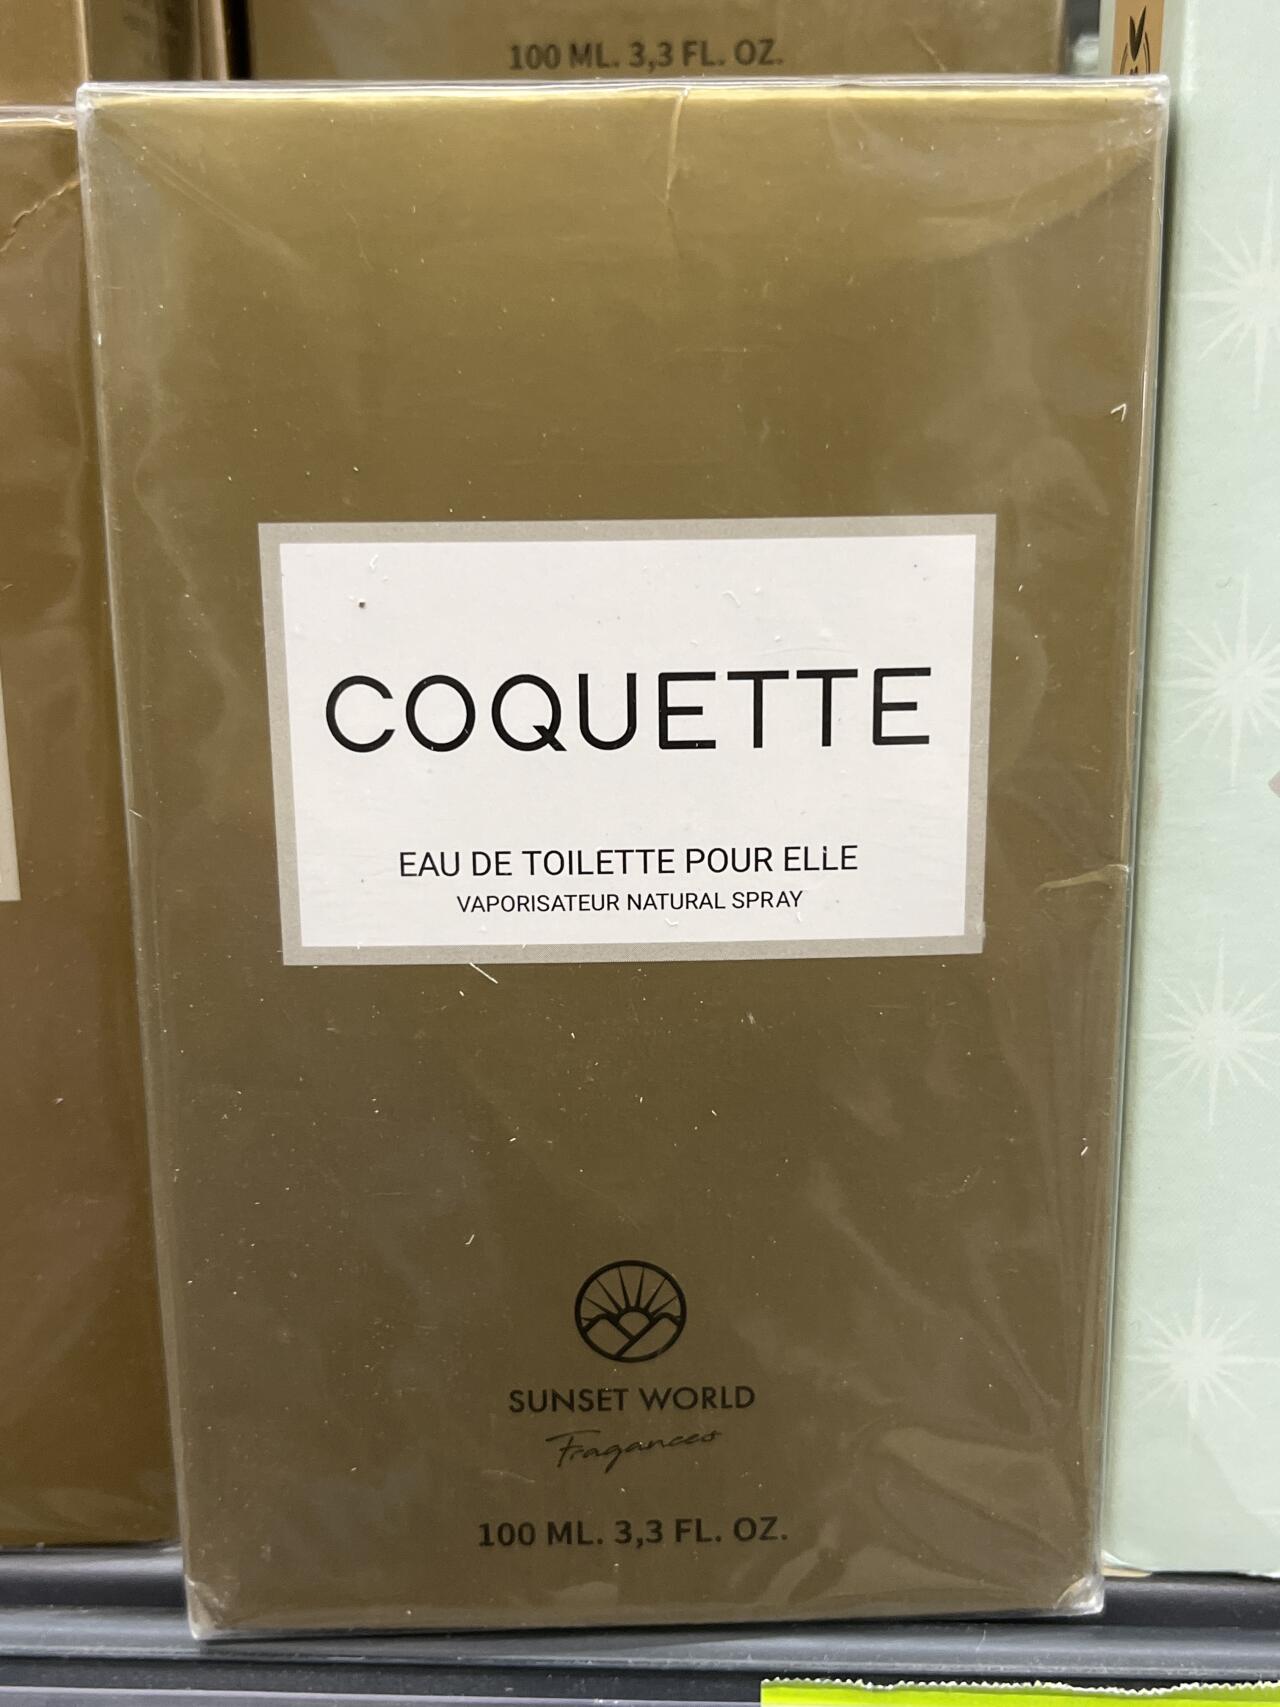 100 ML. 3,3 FL. OZ.
COQUETTE
EAU DE TOILETTE POUR ELLE
VAPORISATEUR NATURAL SPRAY
SUNSET WORLD
Fragances
100 ML. 3,3 FL. OZ.